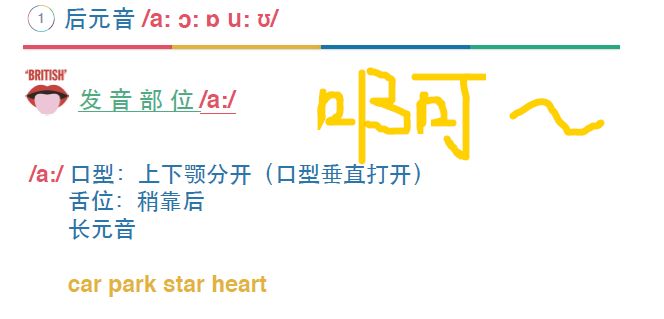 1 后元音 /a: ɔ: ɒ u: ʊ/
"BRITISH"
发音部位/a:/
啊~
/a:/ 口型：上下颚分开（口型垂直打开）
舌位：稍靠后
长元音
car park star heart